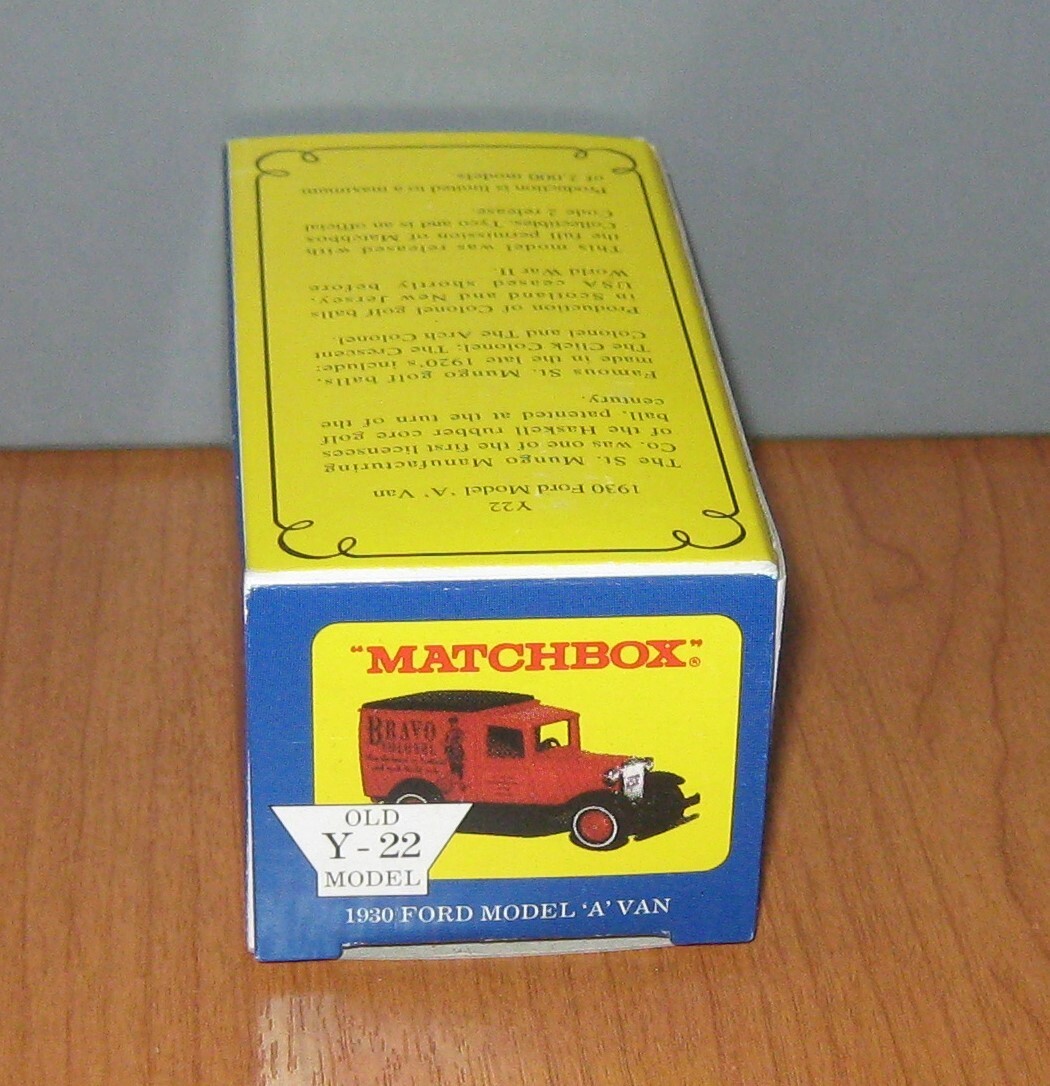 Y22
1930 Ford Model 'A' Van
The St. Mungo Manufacturing
Co. was one of the first licensees
of the Haskell rubber core golf
ball, patented at the turn of the
century.
Famous St. Mungo golf balls,
made in the late 1920's include:
The Click Colonel; The Crescent
Colonel and The Arch Colonel.
Production of Colonel golf balls
in Scotland and New Jersey,
USA ceased shortly before
World War II.
This model was released with
the full permission of Matchbox
Collectibles, Tyco and is an official
Code 2 release
Production is limited to a maximum
of 2,000 models
"MATCHBOX"®
BRAVO
COLONEL
OLD
Y-22
MODEL
1930 FORD MODEL 'A' VAN